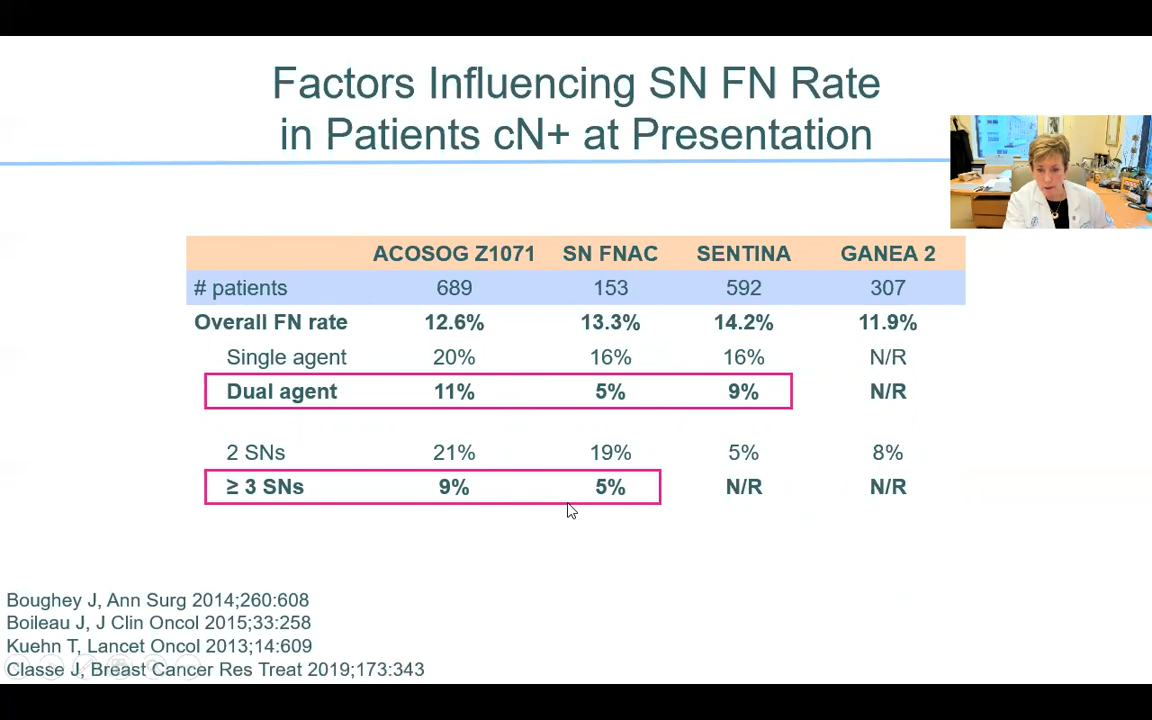 Factors Influencing SN FN Rate
in Patients cN+ at Presentation
ACOSOG Z1071 SN FNAC SENTINA GANEA 2
# patients 689 153 592 307
Overall FN rate 12.6% 13.3% 14.2% 11.9%
Single agent 20% 16% 16% N/R
Dual agent 11% 5% 9% N/R
2 SNs 21% 19% 5% 8%
≥ 3 SNs 9% 5% N/R N/R
Boughey J, Ann Surg 2014;260:608
Boileau J, J Clin Oncol 2015;33:258
Kuehn T, Lancet Oncol 2013;14:609
Classe J, Breast Cancer Res Treat 2019;173:343